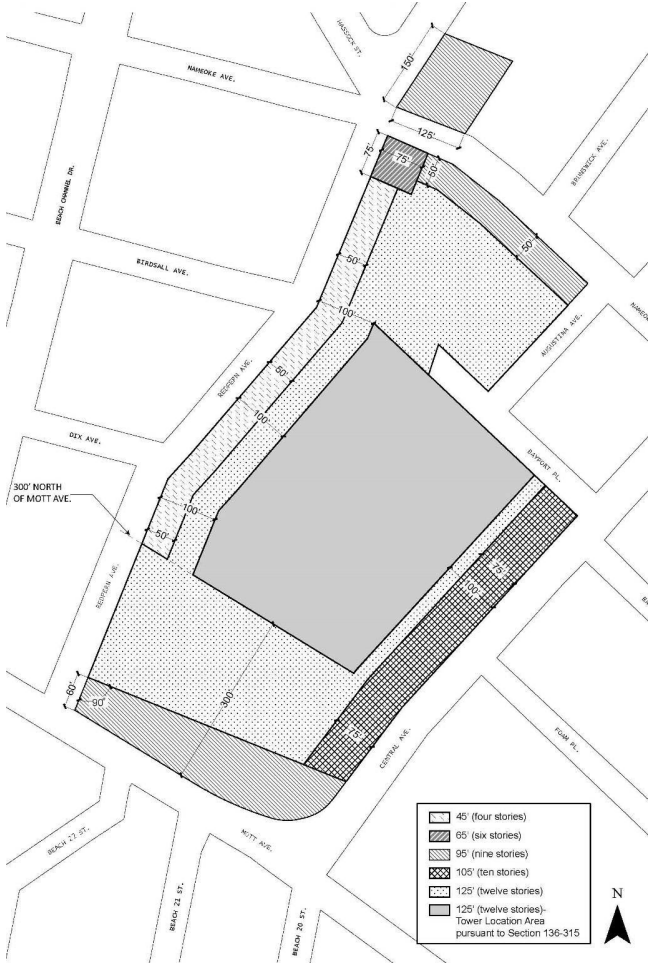 HASSOCK ST.
150'
NAMEOKE AVE.
125'
75'
75'
50'
BRUNSWICK AVE.
BEACH CHANNEL DR.
50'
BIRDSALL AVE.
50'
100'
AUGUSTINA AVE.
REDFERN AVE.
50'
100'
DIX AVE.
BAYPORT PL.
300' NORTH
OF MOTT AVE.
100'
50'
75'
100'
REDFERN AVE.
60'
90'
300'
75'
CENTRAL AVE.
FOAM PL.
MOTT AVE.
BEACH 22 ST.
BEACH 21 ST.
BEACH 20 ST.
45' (four stories)
65' (six stories)
95' (nine stories)
105' (ten stories)
125' (twelve stories)
125' (twelve stories)-
Tower Location Area
pursuant to Section 136-315
N